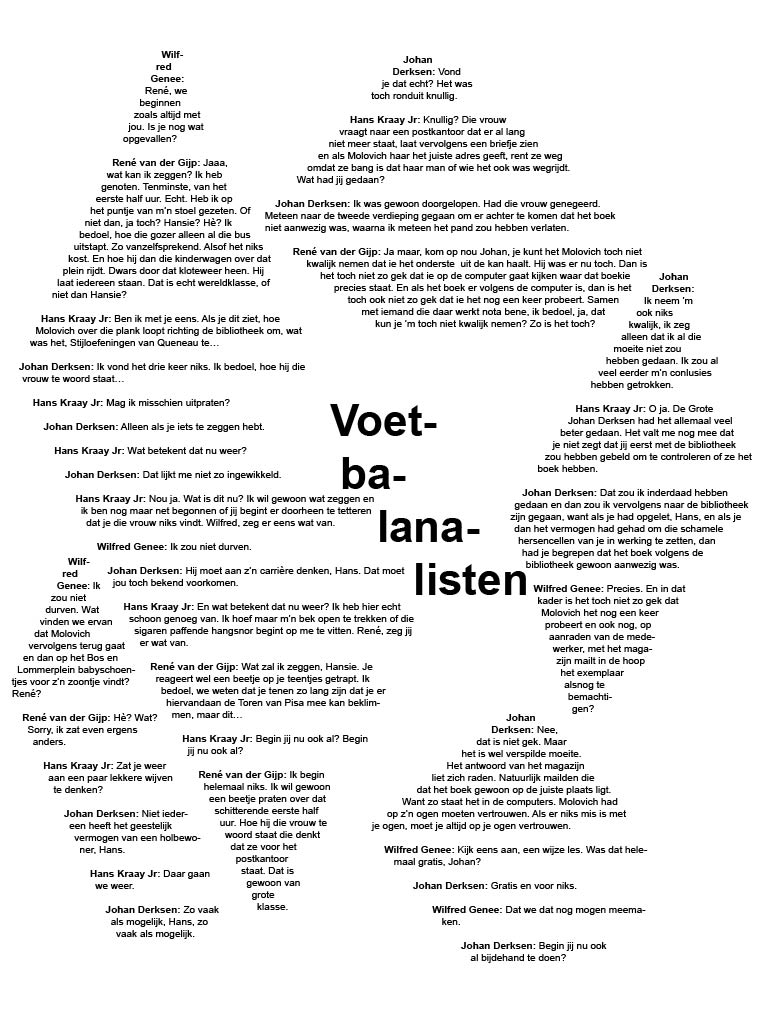 Wilf-
red
Genee:
René, we
beginnen
zoals altijd met
jou. Is je nog wat
opgevallen?
René van der Gijp: Jaaa,
wat kan ik zeggen? Ik heb
genoten. Tenminste, van het
eerste half uur. Echt. Heb ik op
het puntje van m'n stoel gezeten. Of
niet dan, ja toch? Hansie? Hè? Ik
bedoel, hoe die gozer alleen al die bus
uitstapt. Zo vanzelfsprekend. Alsof het niks
kost. En hoe hij dan die kinderwagen over dat
plein rijdt. Dwars door dat kloteweer heen. Hij
laat iedereen staan. Dat is echt wereldklasse, of
niet dan Hansie?
Hans Kraay Jr: Ben ik met je eens. Als je dit ziet, hoe
Molovich over die plank loopt richting de bibliotheek om, wat
was het, Stijloefeningen van Queneau te…
Johan Derksen: Ik vond het drie keer niks. Ik bedoel, hoe hij die
vrouw te woord staat…
Hans Kraay Jr: Mag ik misschien uitpraten?
Johan Derksen: Alleen als je iets te zeggen hebt.
Hans Kraay Jr: Wat betekent dat nu weer?
Johan Derksen: Dat lijkt me niet zo ingewikkeld.
Hans Kraay Jr: Nou ja. Wat is dit nu? Ik wil gewoon wat zeggen en
ik ben nog maar net begonnen of jij begint er doorheen te tetteren
dat je die vrouw niks vindt. Wilfred, zeg er eens wat van.
Wilfred Genee: Ik zou niet durven.
Johan Derksen: Hij moet aan z'n carrière denken, Hans. Dat moet
jou toch bekend voorkomen.
Hans Kraay Jr: En wat betekent dat nu weer? Ik heb hier echt
schoon genoeg van. Ik hoef maar m'n bek open te trekken of die
sigaren paffende hangsnor begint op me te vitten. René, zeg jij
er wat van.
René van der Gijp: Wat zal ik zeggen, Hansie. Je
reageert wel een beetje op je teentjes getrapt. Ik
bedoel, we weten dat je tenen zo lang zijn dat je er
hiervandaan de Toren van Pisa mee kan beklim-
men, maar dit…
Hans Kraay Jr: Begin jij nu ook al? Begin
jij nu ook al?
René van der Gijp: Ik begin
helemaal niks. Ik wil gewoon
een beetje praten over dat
schitterende eerste half
uur. Hoe hij die vrouw te
woord staat die denkt
dat ze voor het
postkantoor
staat. Dat is
gewoon van
grote
klasse.
Wilf-
red
Genee: Ik
zou niet
durven. Wat
vinden we ervan
dat Molovich
vervolgens terug gaat
en dan op het Bos en
Lommerplein babyschoen-
tjes voor z'n zoontje vindt?
René?
René van der Gijp: Hè? Wat?
Sorry, ik zat even ergens
anders.
Hans Kraay Jr: Zat je weer
aan een paar lekkere wijven
te denken?
Johan Derksen: Niet ieder-
een heeft het geestelijk
vermogen van een holbewo-
ner, Hans.
Hans Kraay Jr: Daar gaan
we weer.
Johan Derksen: Zo vaak
als mogelijk, Hans, zo
vaak als mogelijk.
Voet-
ba-
lana-
listen
Johan
Derksen: Vond
je dat echt? Het was
toch ronduit knullig.
Hans Kraay Jr: Knullig? Die vrouw
vraagt naar een postkantoor dat er al lang
niet meer staat, laat vervolgens een briefje zien
en als Molovich haar het juiste adres geeft, rent ze weg
omdat ze bang is dat haar man of wie het ook was wegrijdt.
Wat had jij gedaan?
Johan Derksen: Ik was gewoon doorgelopen. Had die vrouw genegeerd.
Meteen naar de tweede verdieping gegaan om er achter te komen dat het boek
niet aanwezig was, waarna ik meteen het pand zou hebben verlaten.
René van der Gijp: Ja maar, kom op nou Johan, je kunt het Molovich toch niet
kwalijk nemen dat ie het onderste uit de kan haalt. Hij was er nu toch. Dan is
het toch niet zo gek dat ie op de computer gaat kijken waar dat boekie
precies staat. En als het boek er volgens de computer is, dan is het
toch ook niet zo gek dat ie het nog een keer probeert. Samen
met iemand die daar werkt nota bene, ik bedoel, ja, dat
kun je 'm toch niet kwalijk nemen? Zo is het toch?
Johan
Derksen:
Ik neem 'm
ook niks
kwalijk, ik zeg
alleen dat ik al die
moeite niet zou
hebben gedaan. Ik zou al
veel eerder m'n conlusies
hebben getrokken.
Hans Kraay Jr: O ja. De Grote
Johan Derksen had het allemaal veel
beter gedaan. Het valt me nog mee dat
je niet zegt dat jij eerst met de bibliotheek
zou hebben gebeld om te controleren of ze het
boek hebben.
Johan Derksen: Dat zou ik inderdaad hebben
gedaan en dan zou ik vervolgens naar de bibliotheek
zijn gegaan, want als je had opgelet, Hans, en als je
dan het vermogen had gehad om die schamele
hersencellen van je in werking te zetten, dan
had je begrepen dat het boek volgens de
bibliotheek gewoon aanwezig was.
Wilfred Genee: Precies. En in dat
kader is het toch niet zo gek dat
Molovich het nog een keer
probeert en ook nog, op
aanraden van de mede-
werker, met het maga-
zijn mailt in de hoop
het exemplaar
alsnog te
bemachti-
gen?
Johan
Derksen: Nee,
dat is niet gek. Maar
het is wel verspilde moeite.
Het antwoord van het magazijn
liet zich raden. Natuurlijk mailden die
dat het boek gewoon op de juiste plaats ligt.
Want zo staat het in de computers. Molovich had
op z'n ogen moeten vertrouwen. Als er niks mis is met
je ogen, moet je altijd op je ogen vertrouwen.
Wilfred Genee: Kijk eens aan, een wijze les. Was dat hele-
maal gratis, Johan?
Johan Derksen: Gratis en voor niks.
Wilfred Genee: Dat we dat nog mogen meema-
ken.
Johan Derksen: Begin jij nu ook
al bijdehand te doen?